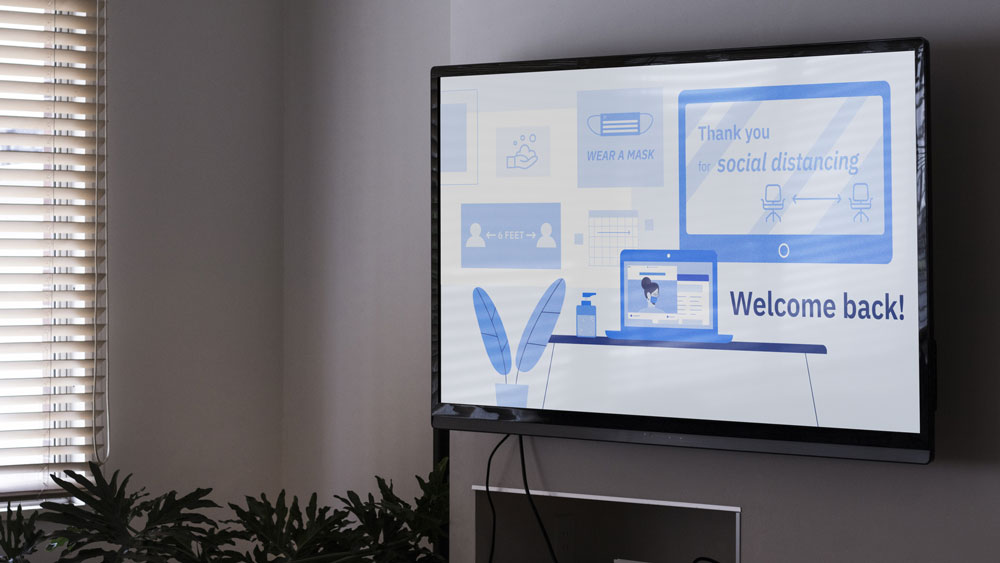 WEAR A MASK
Thank you
for social distancing
6 FEET
Welcome back!